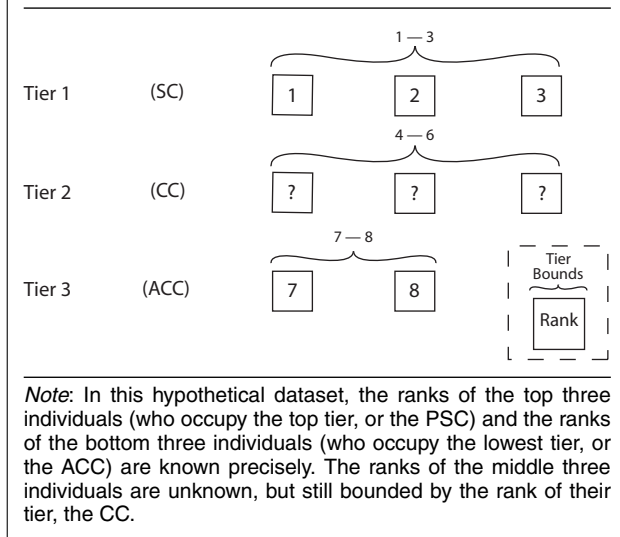 1 — 3
Tier 1 (SC) 1 2 3
4 — 6
Tier 2 (CC) ? ? ?
7 — 8
Tier 3 (ACC) 7 8
Tier
Bounds
Rank
Note: In this hypothetical dataset, the ranks of the top three
individuals (who occupy the top tier, or the PSC) and the ranks
of the bottom three individuals (who occupy the lowest tier, or
the ACC) are known precisely. The ranks of the middle three
individuals are unknown, but still bounded by the rank of their
tier, the CC.